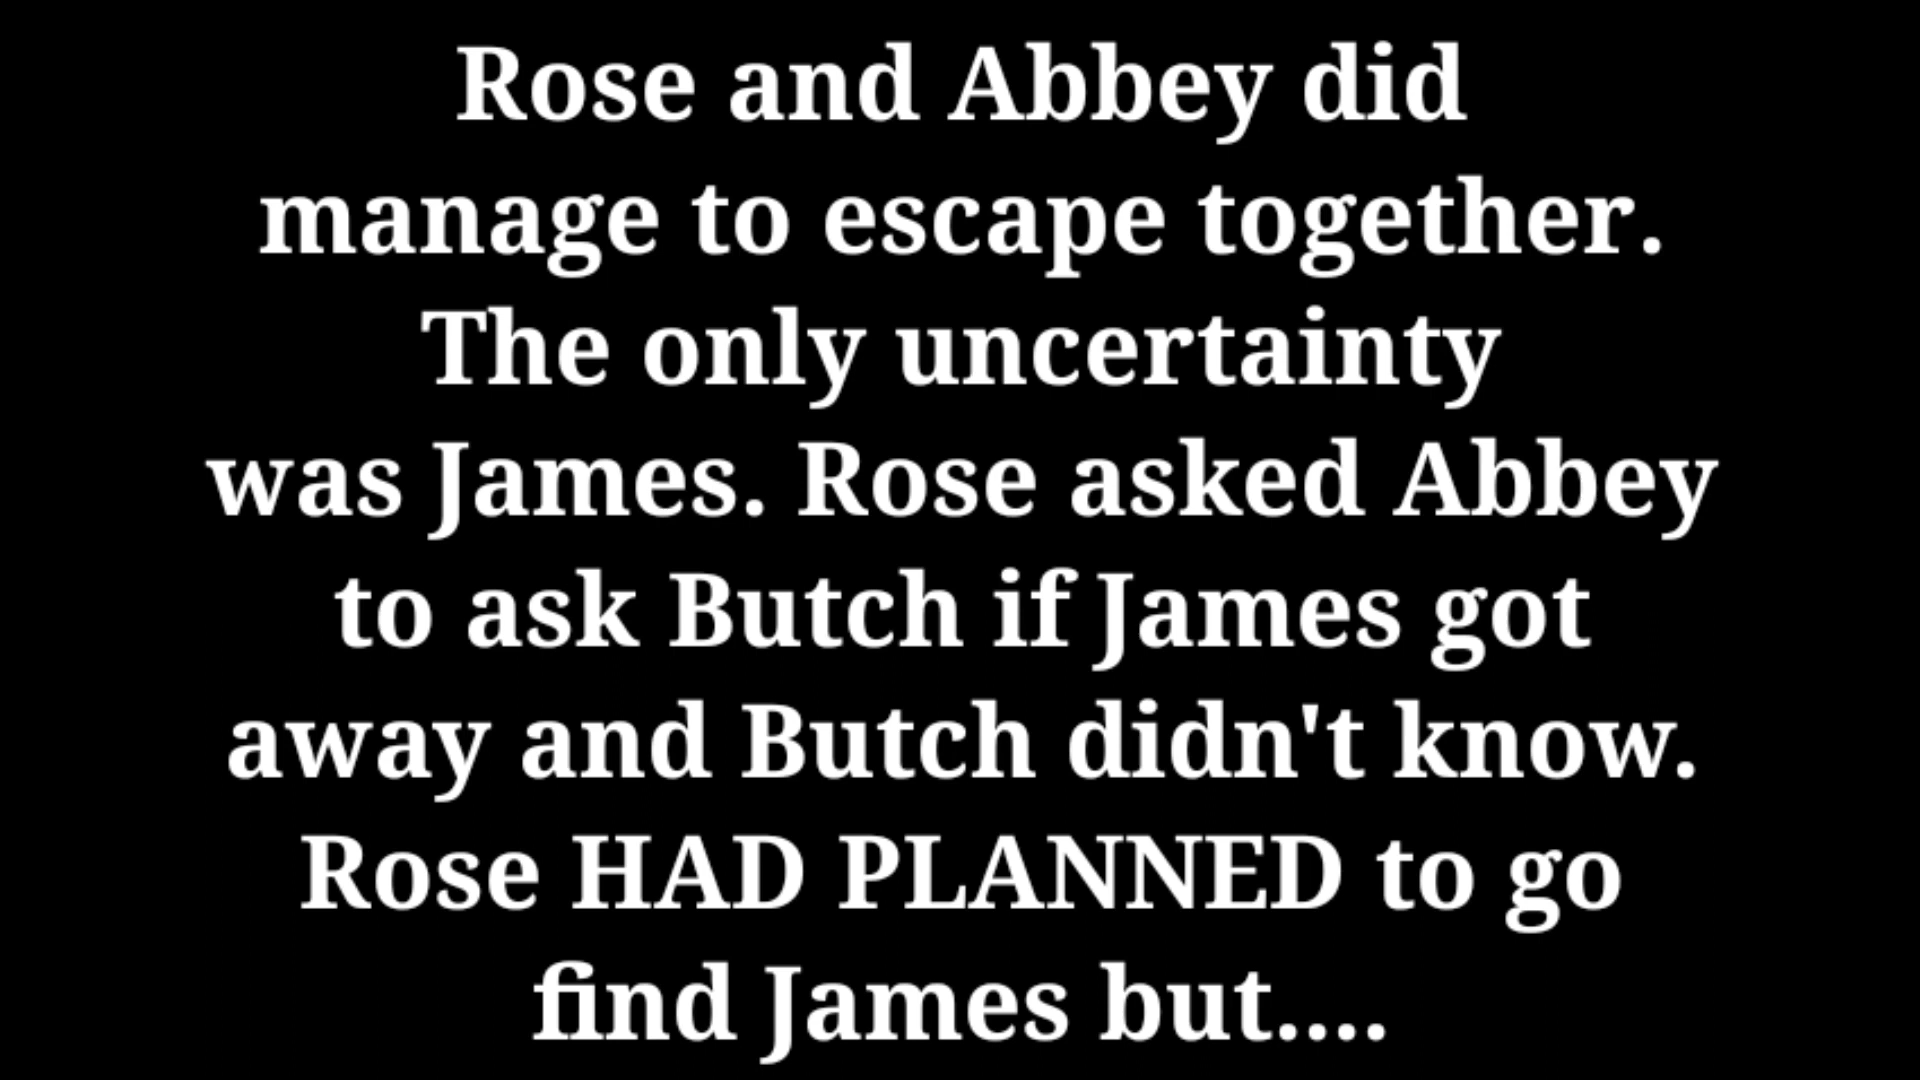 Rose and Abbey did
manage to escape together.
The only uncertainty
was James. Rose asked Abbey
to ask Butch if James got
away and Butch didn't know.
Rose HAD PLANNED to go
find James but....